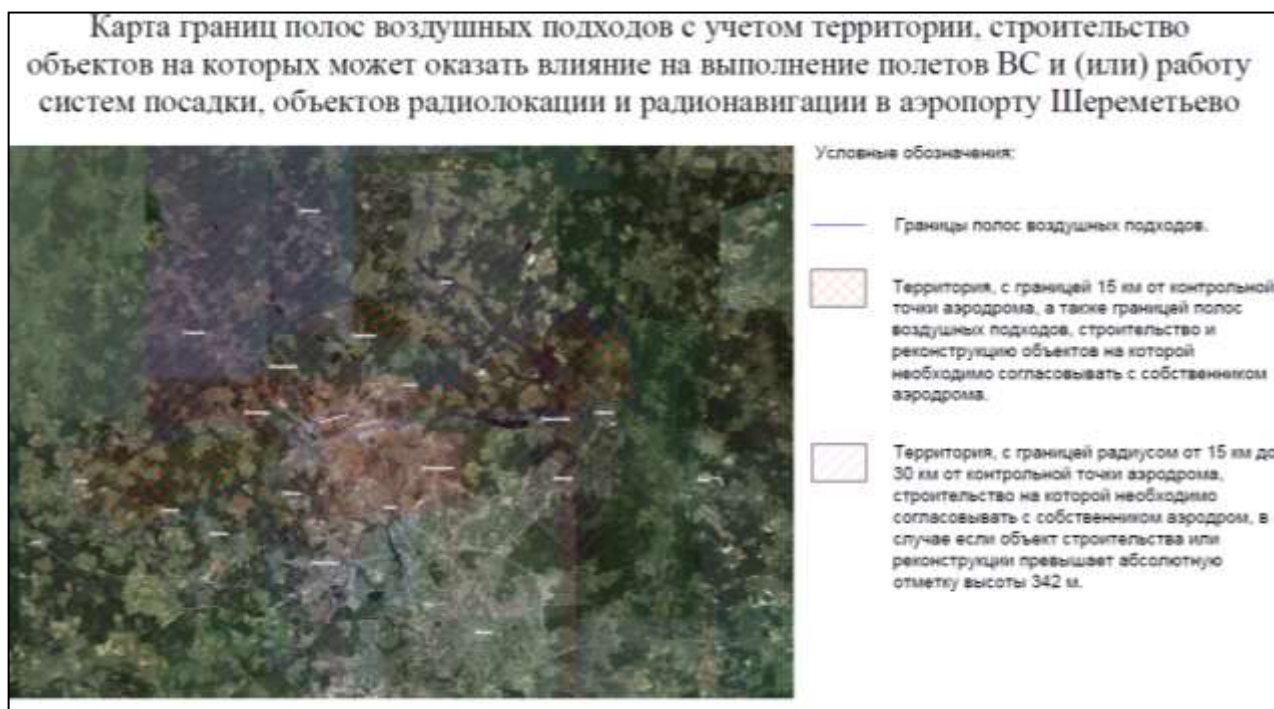 Карта границ полос воздушных подходов с учетом территории, строительство
объектов на которых может оказать влияние на выполнение полетов ВС и (или) работу
систем посадки, объектов радиолокации и радионавигации в аэропорту Шереметьево
Условные обозначения:
Границы полос воздушных подходов.
Территория, с границей 15 км от контрольной
точки аэродрома, а также границей полос
воздушных подходов, строительство и
реконструкцию объектов на которой
необходимо согласовывать с собственником
аэродрома.
Территория, с границей радиусом от 15 км до
30 км от контрольной точки аэродрома,
строительство на которой необходимо
согласовывать с собственником аэродром, в
случае если объект строительства или
реконструкции превышает абсолютную
отметку высоты 342 м.